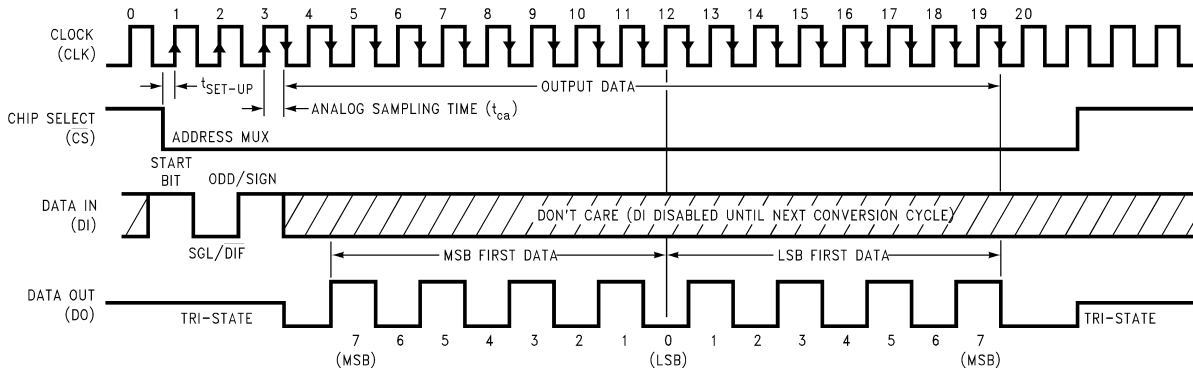 0 1 2 3 4 5 6 7 8 9 10 11 12 13 14 15 16 17 18 19 20
CLOCK
(CLK)
tSET-UP
OUTPUT DATA
ANALOG SAMPLING TIME (tca)
CHIP SELECT
(CS)
ADDRESS MUX
START
BIT
ODD/SIGN
DATA IN
(DI)
DON'T CARE (DI DISABLED UNTIL NEXT CONVERSION CYCLE)
SGL/DIF
MSB FIRST DATA
LSB FIRST DATA
DATA OUT
(DO)
TRI-STATE
TRI-STATE
7 6 5 4 3 2 1 0 1 2 3 4 5 6 7
(MSB) (LSB) (MSB)